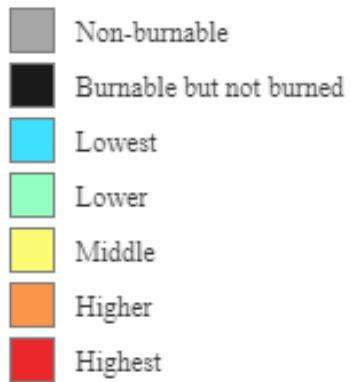 Non-burnable
Burnable but not burned
Lowest
Lower
Middle
Higher
Highest